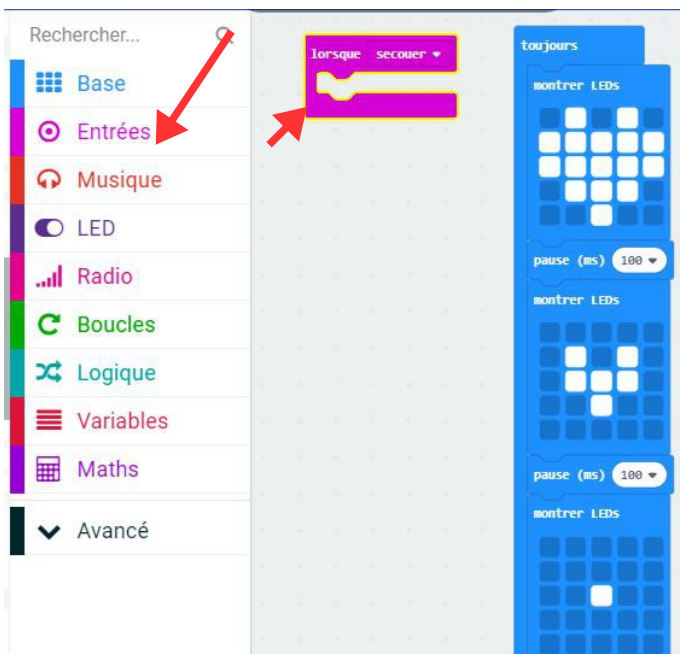 Rechercher...
Base
Entrées
Musique
LED
Radio
Boucles
Logique
Variables
Maths
Avancé
lorsque secouer
toujours
montrer LEDs
pause (ms) 100
montrer LEDs
pause (ms) 100
montrer LEDs